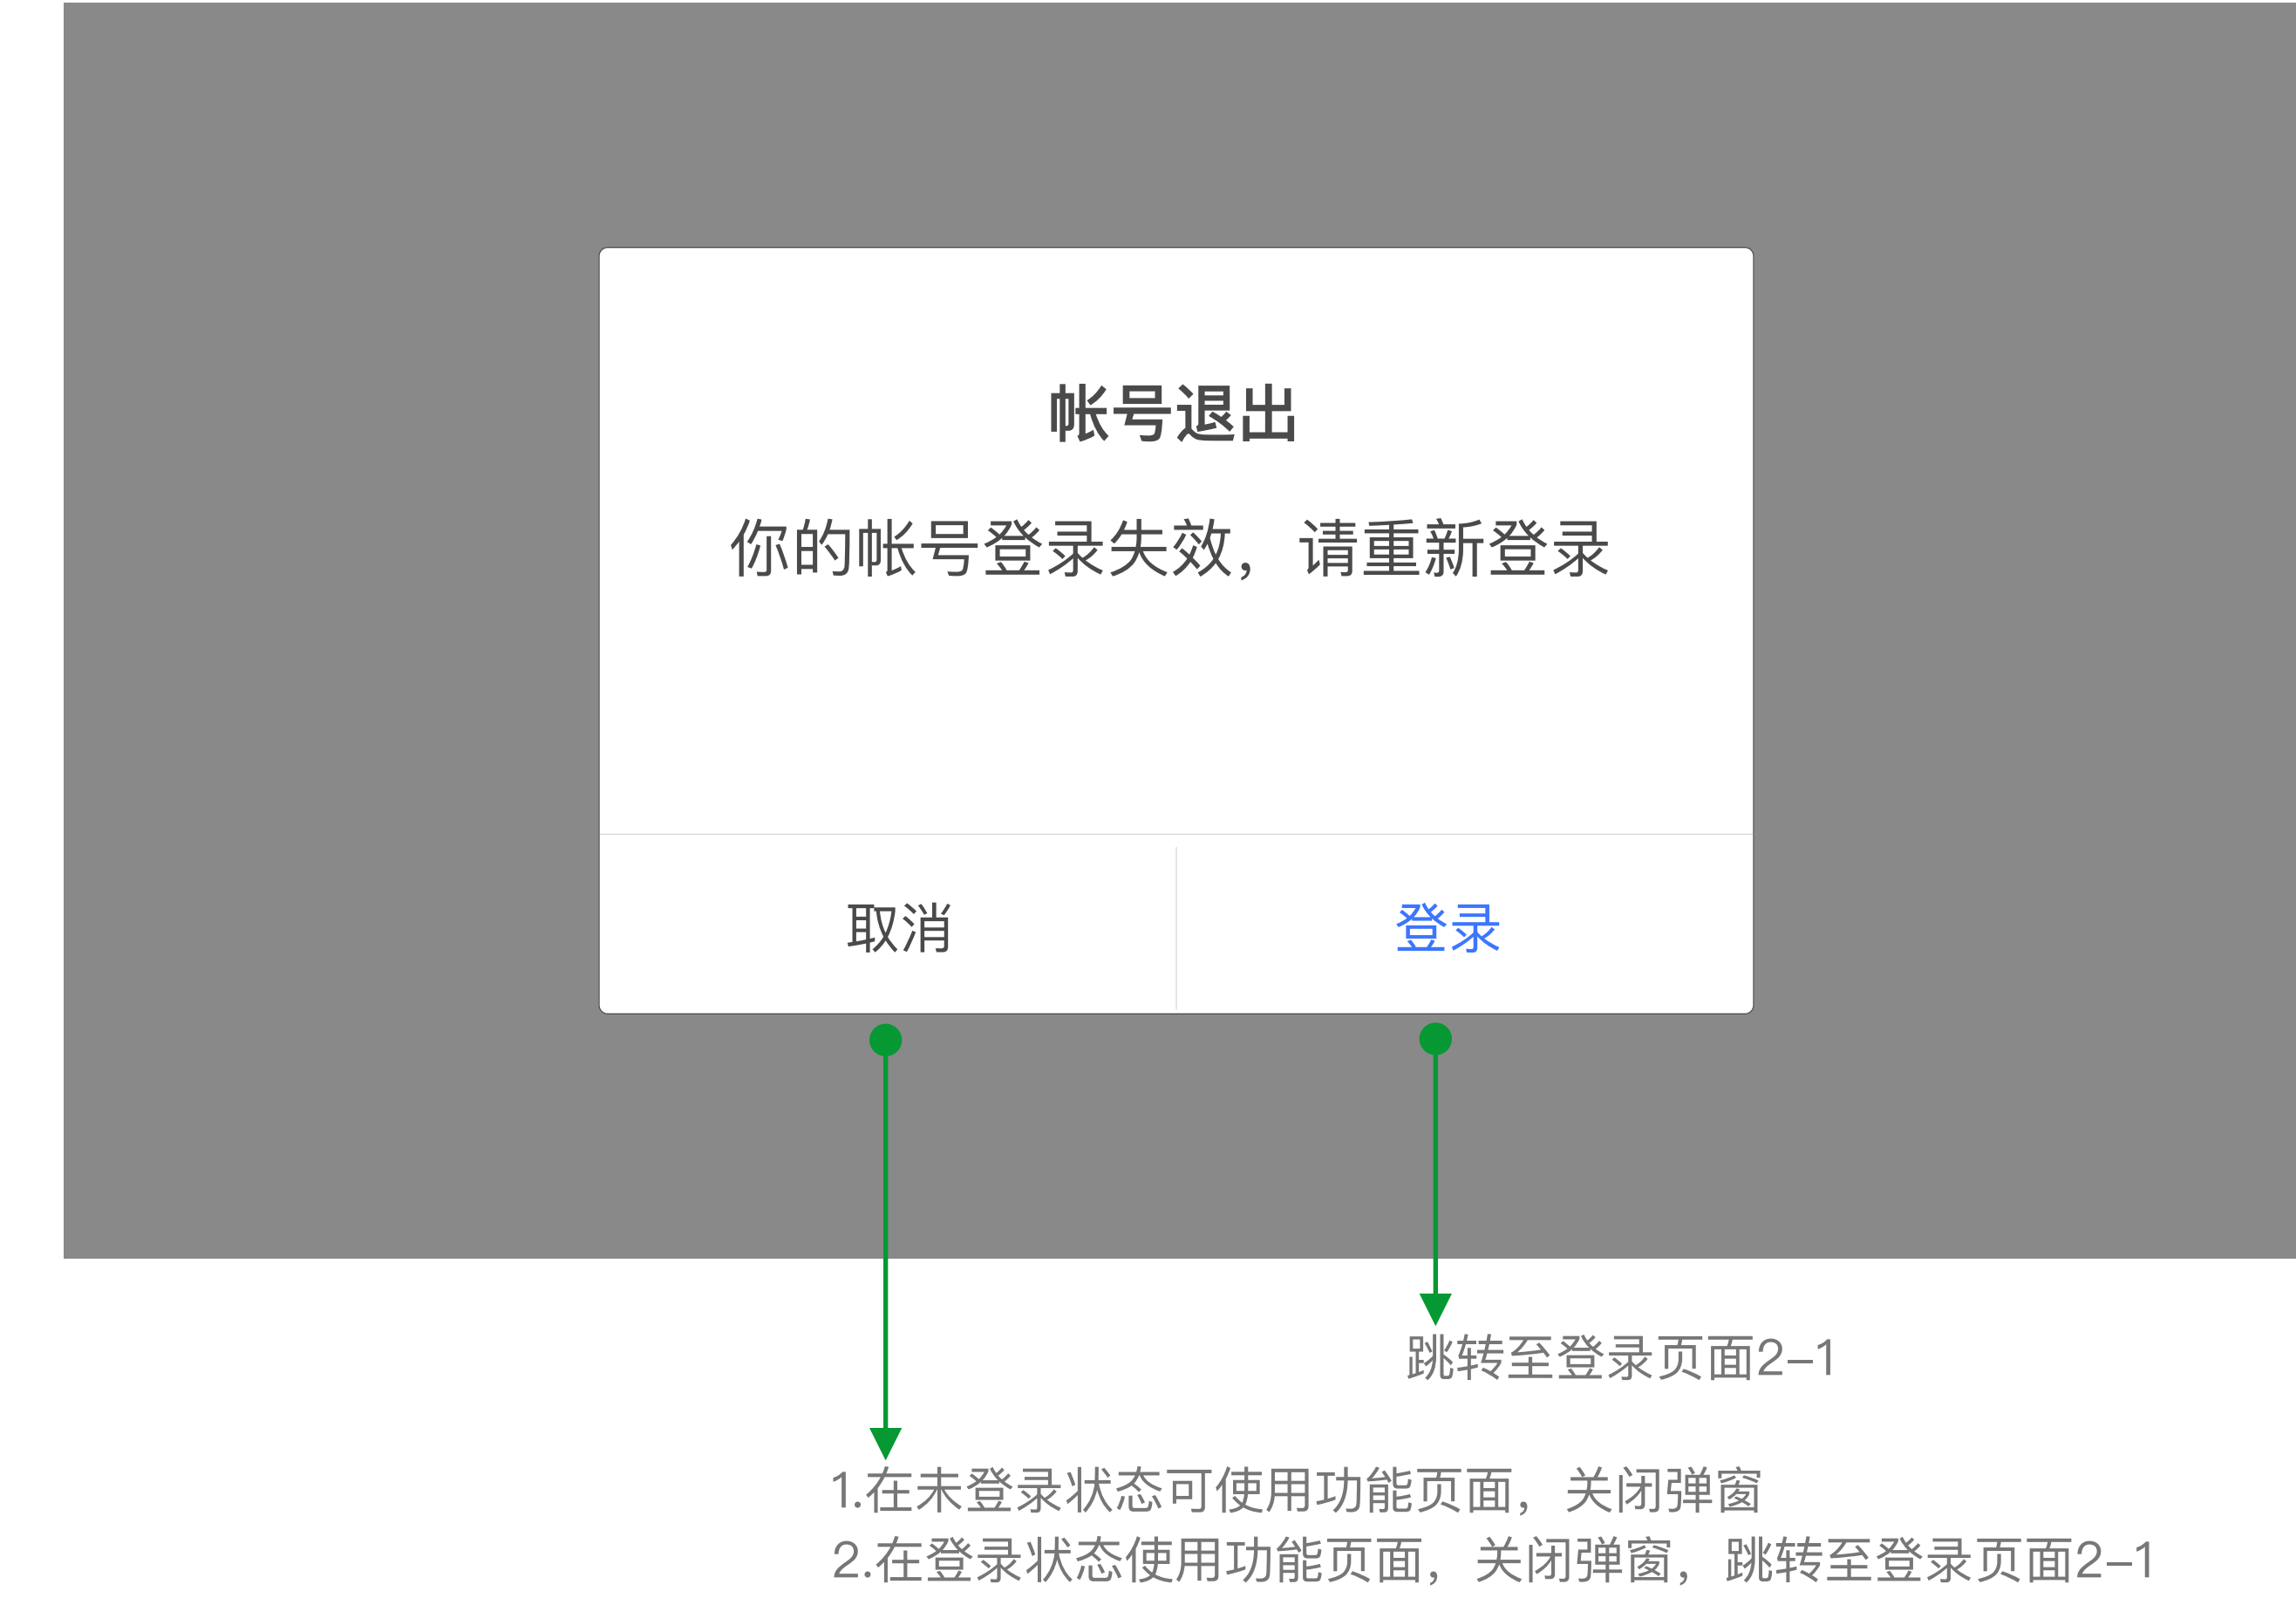 帐号退出
你的帐号登录失效，请重新登录
取消
登录
跳转至登录页面2-1
1.在未登录状态可使用功能页面，关闭弹窗
2.在登录状态使用功能页面，关闭弹窗，跳转至登录页面2-1